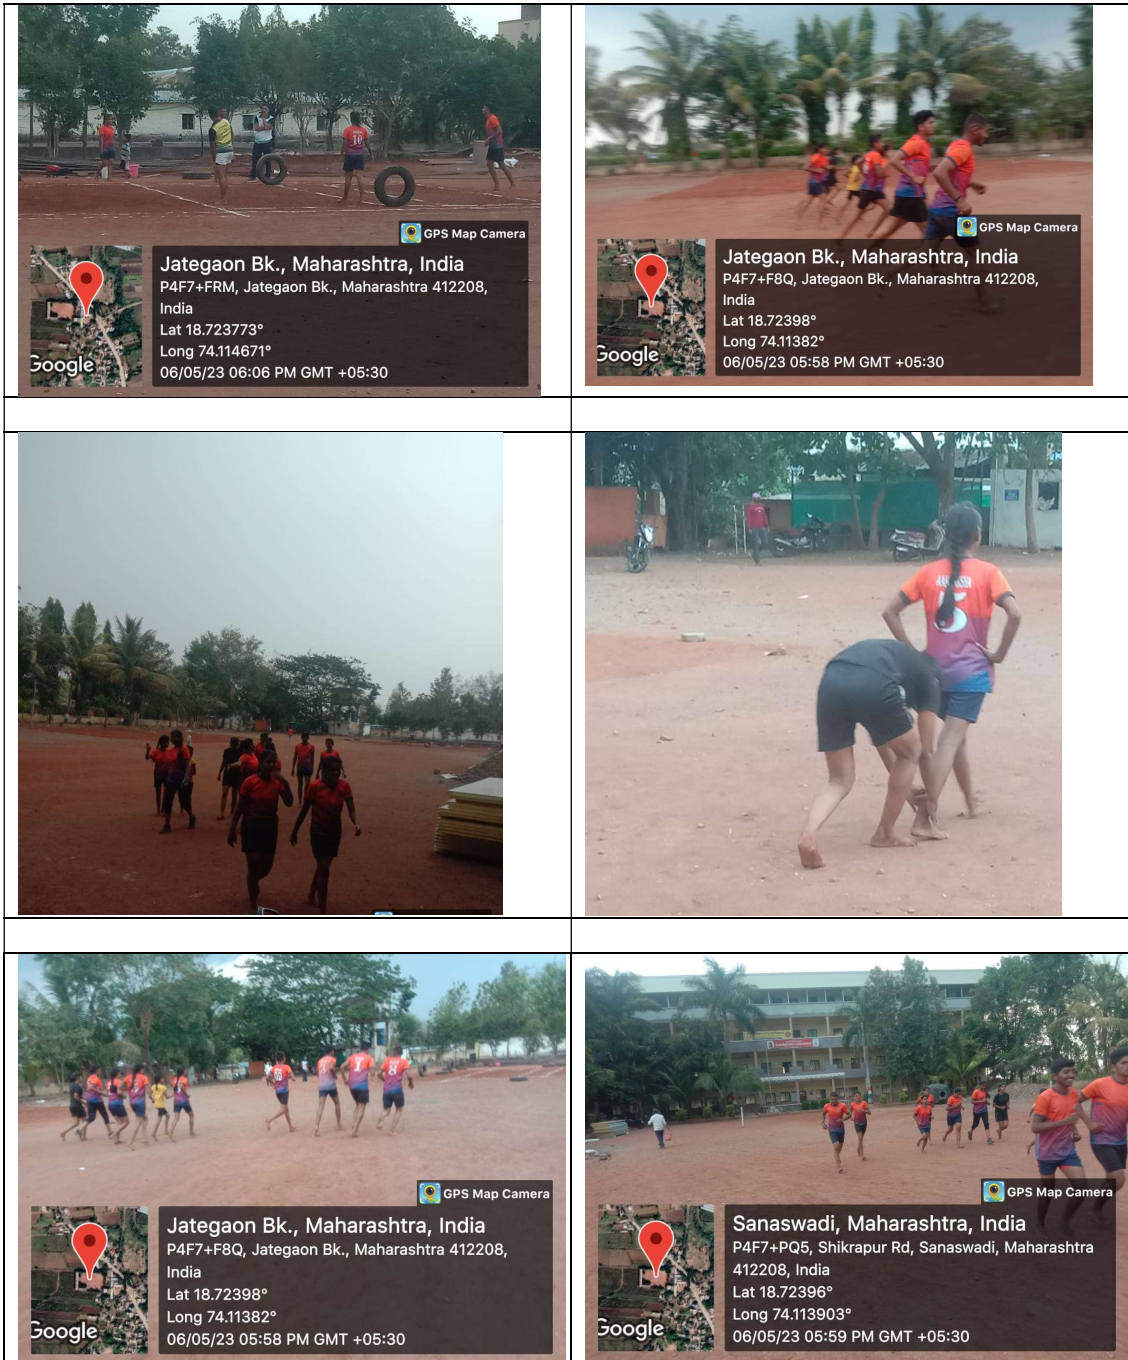 10
GPS Map Camera
Jategaon Bk., Maharashtra, India
P4F7+FRM, Jategaon Bk., Maharashtra 412208,
India
Lat 18.723773°
Long 74.114671°
06/05/23 06:06 PM GMT +05:30
Google
GPS Map Camera
Jategaon Bk., Maharashtra, India
P4F7+F8Q, Jategaon Bk., Maharashtra 412208,
India
Lat 18.72398°
Long 74.11382°
06/05/23 05:58 PM GMT +05:30
Google
5
1
8
GPS Map Camera
Jategaon Bk., Maharashtra, India
P4F7+F8Q, Jategaon Bk., Maharashtra 412208,
India
Lat 18.72398°
Long 74.11382°
06/05/23 05:58 PM GMT +05:30
Google
GPS Map Camera
Sanaswadi, Maharashtra, India
P4F7+PQ5, Shikrapur Rd, Sanaswadi, Maharashtra
412208, India
Lat 18.72396°
Long 74.113903°
06/05/23 05:59 PM GMT +05:30
Google